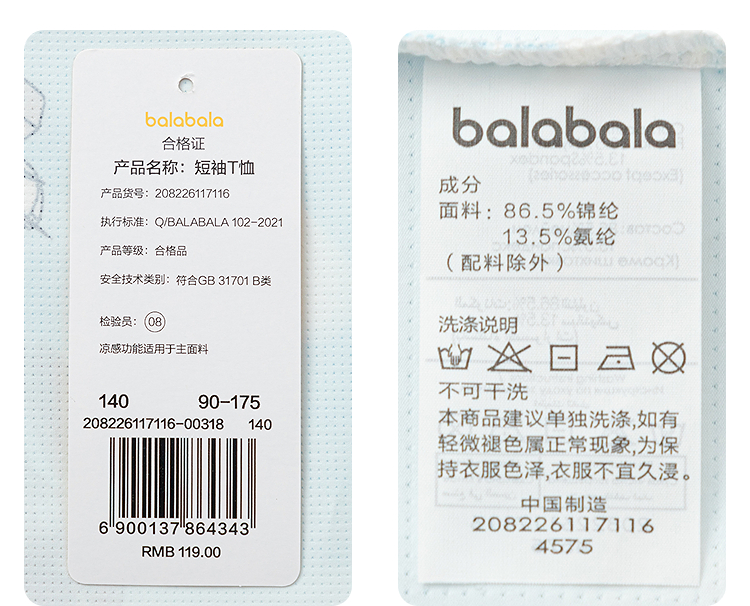 balabala
合格证
产品名称：短袖T恤
产品货号：208226117116
执行标准：Q/BALABALA 102-2021
产品等级：合格品
安全技术类别：符合GB 31701 B类
检验员：08
凉感功能适用于主面料
140 90-175
208226117116-00318 140
6 900137 864343
RMB 119.00
balabala
成分
面料：86.5%锦纶
13.5%氨纶
（配料除外）
洗涤说明
不可干洗
本商品建议单独洗涤,如有
轻微褪色属正常现象,为保
持衣服色泽,衣服不宜久浸。
中国制造
208226117116
4575